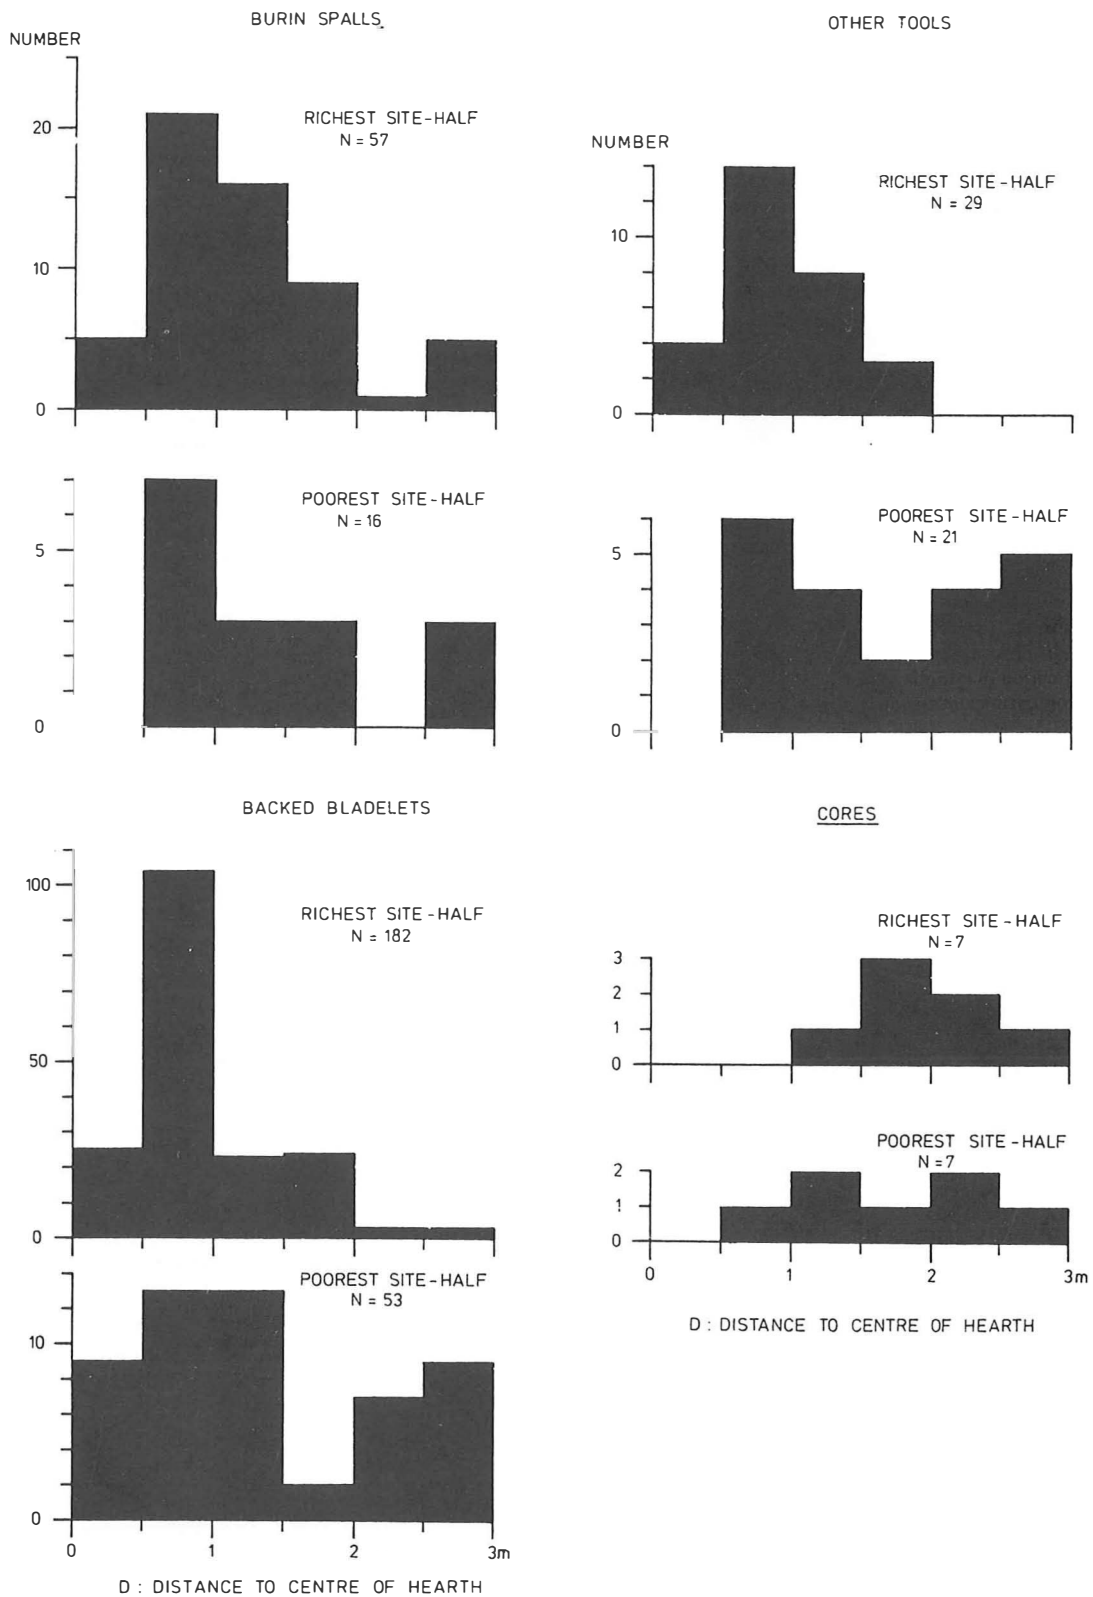 BURIN SPALLS
NUMBER
RICHEST SITE-HALF
N = 57
20
10
0
POOREST SITE-HALF
N = 16
5
0
BACKED BLADELETS
RICHEST SITE-HALF
N = 182
100
50
0
POOREST SITE-HALF
N = 53
10
0
0 1 2 3m
D : DISTANCE TO CENTRE OF HEARTH
OTHER TOOLS
NUMBER
RICHEST SITE-HALF
N = 29
10
0
POOREST SITE-HALF
N = 21
5
0
CORES
RICHEST SITE-HALF
N = 7
3
2
1
0
POOREST SITE-HALF
N = 7
2
1
0
0 1 2 3m
D : DISTANCE TO CENTRE OF HEARTH